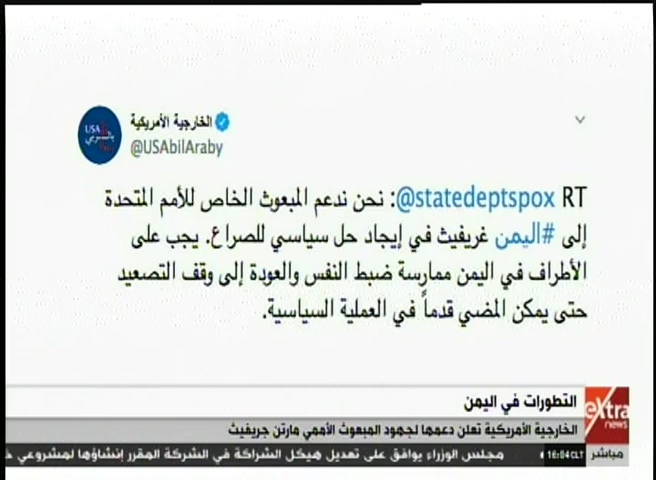 الخارجية الأمريكية
@USAbilAraby
USA
بالعربي
RT @statedeptspox: نحن ندعم المبعوث الخاص للأمم المتحدة
إلى #اليمن غريفيث في إيجاد حل سياسي للصراع. يجب على
الأطراف في اليمن ممارسة ضبط النفس والعودة إلى وقف التصعيد
حتى يمكن المضي قدماً في العملية السياسية.
التطورات في اليمن
eXtra
news
الخارجية الأمريكية تعلن دعمها لجهود المبعوث الأممي مارتن جريفيث
مباشر
16:04CLT
مجلس الوزراء يوافق على تعديل هيكل الشراكة في الشركة المقرر إنشاؤها لمشروعي